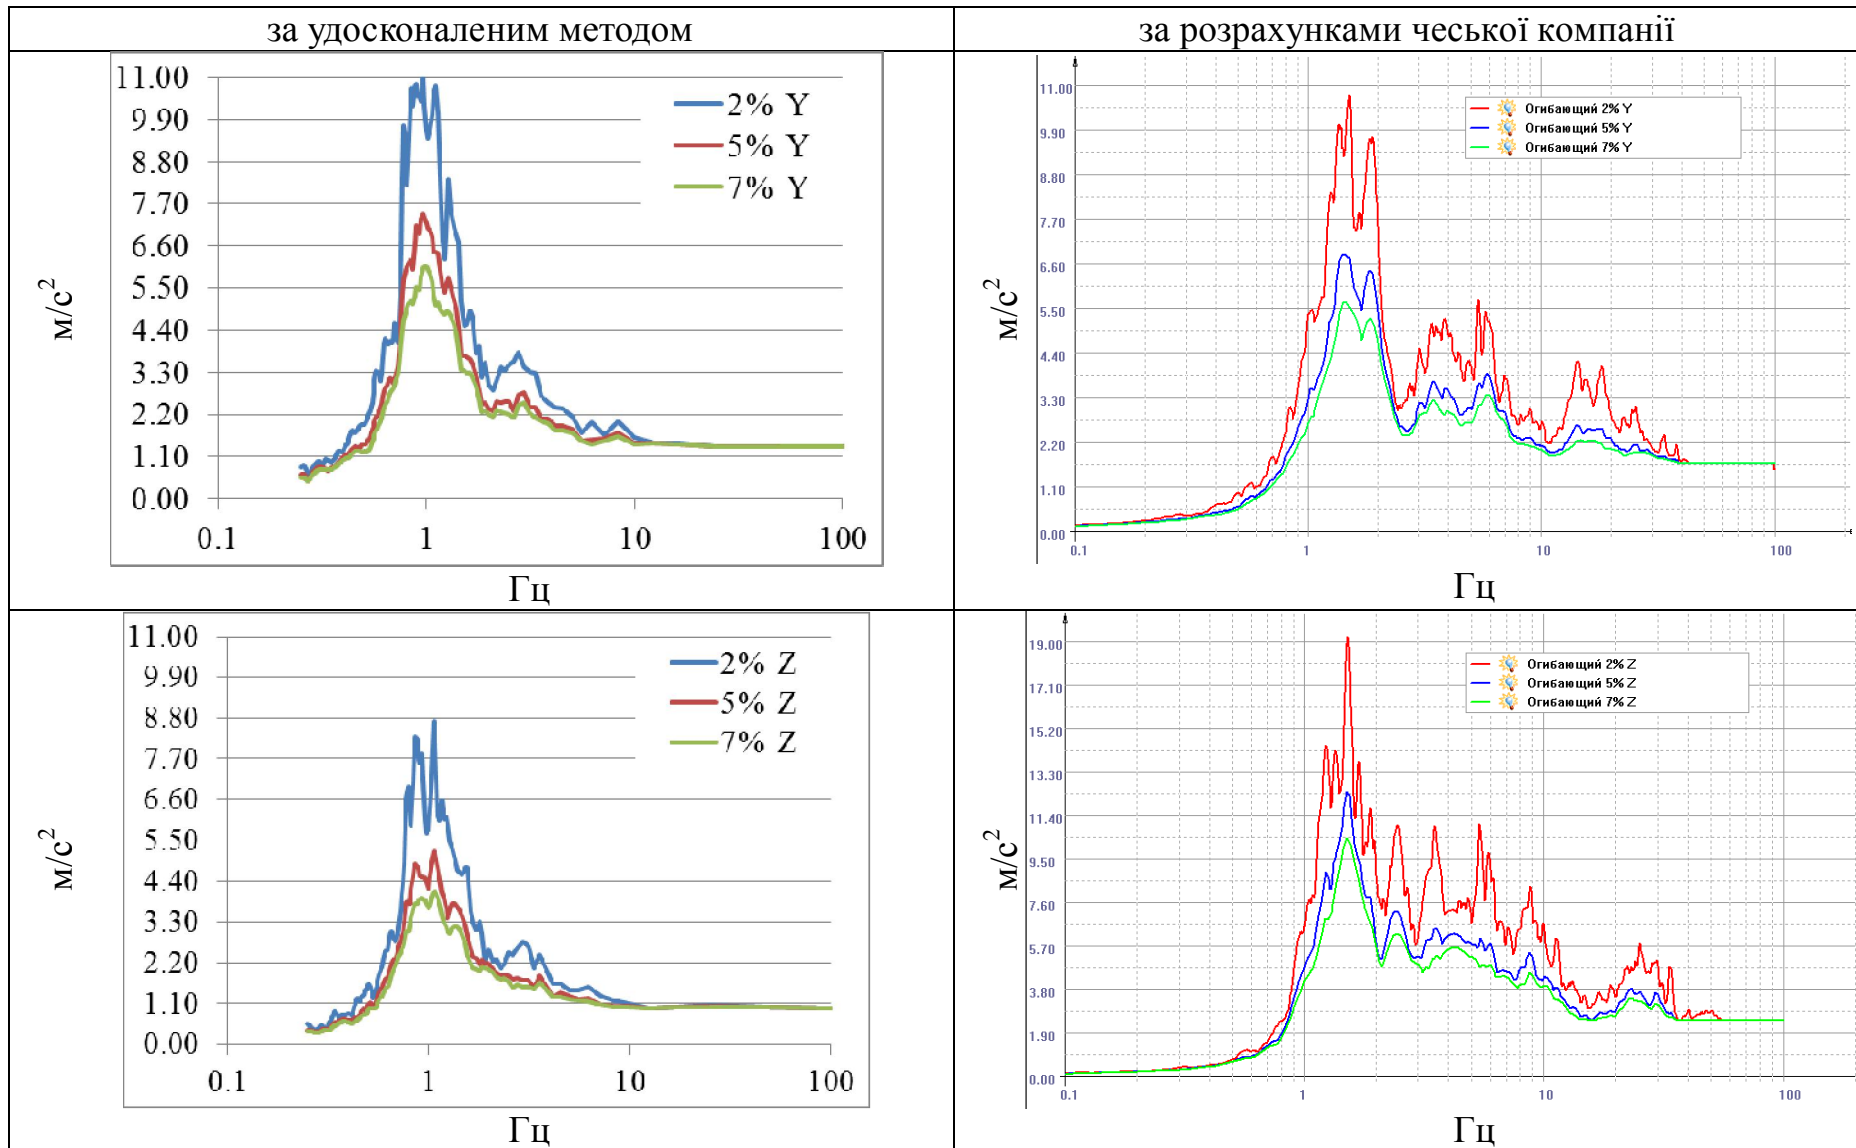 за удосконаленим методом
за розрахунками чеської компанії
11.00
9.90
8.80
7.70
6.60
5.50
4.40
3.30
2.20
1.10
0.00
0.1
1
10
100
2% Y
5% Y
7% Y
м/с²
Гц
11.00
9.90
8.80
7.70
6.60
5.50
4.40
3.30
2.20
1.10
0.00
0.1
1
10
100
Огибающий 2% Y
Огибающий 5% Y
Огибающий 7% Y
м/с²
Гц
11.00
9.90
8.80
7.70
6.60
5.50
4.40
3.30
2.20
1.10
0.00
0.1
1
10
100
2% Z
5% Z
7% Z
м/с²
Гц
19.00
17.10
15.20
13.30
11.40
9.50
7.60
5.70
3.80
1.90
0.00
0.1
1
10
100
Огибающий 2% Z
Огибающий 5% Z
Огибающий 7% Z
м/с²
Гц